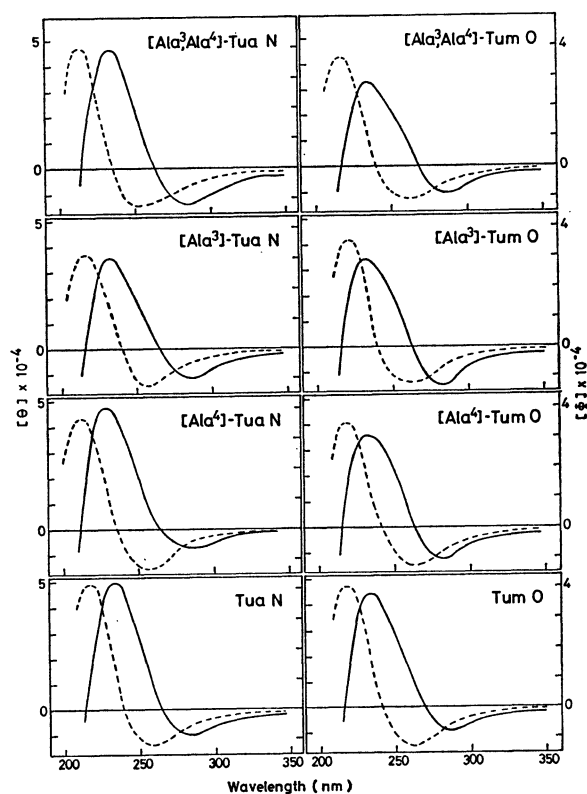 [Ala³,Ala⁴]-Tua N
[Ala³,Ala⁴]-Tum O
5
0
4
0
[Ala³]-Tua N
[Ala³]-Tum O
5
0
0
[θ] x 10⁻⁴
[Φ] x 10⁻⁴
[Ala⁴]-Tua N
[Ala⁴]-Tum O
5
0
4
0
Tua N
Tum O
5
0
4
0
200 250 300 350 200 250 300 350
Wavelength (nm)